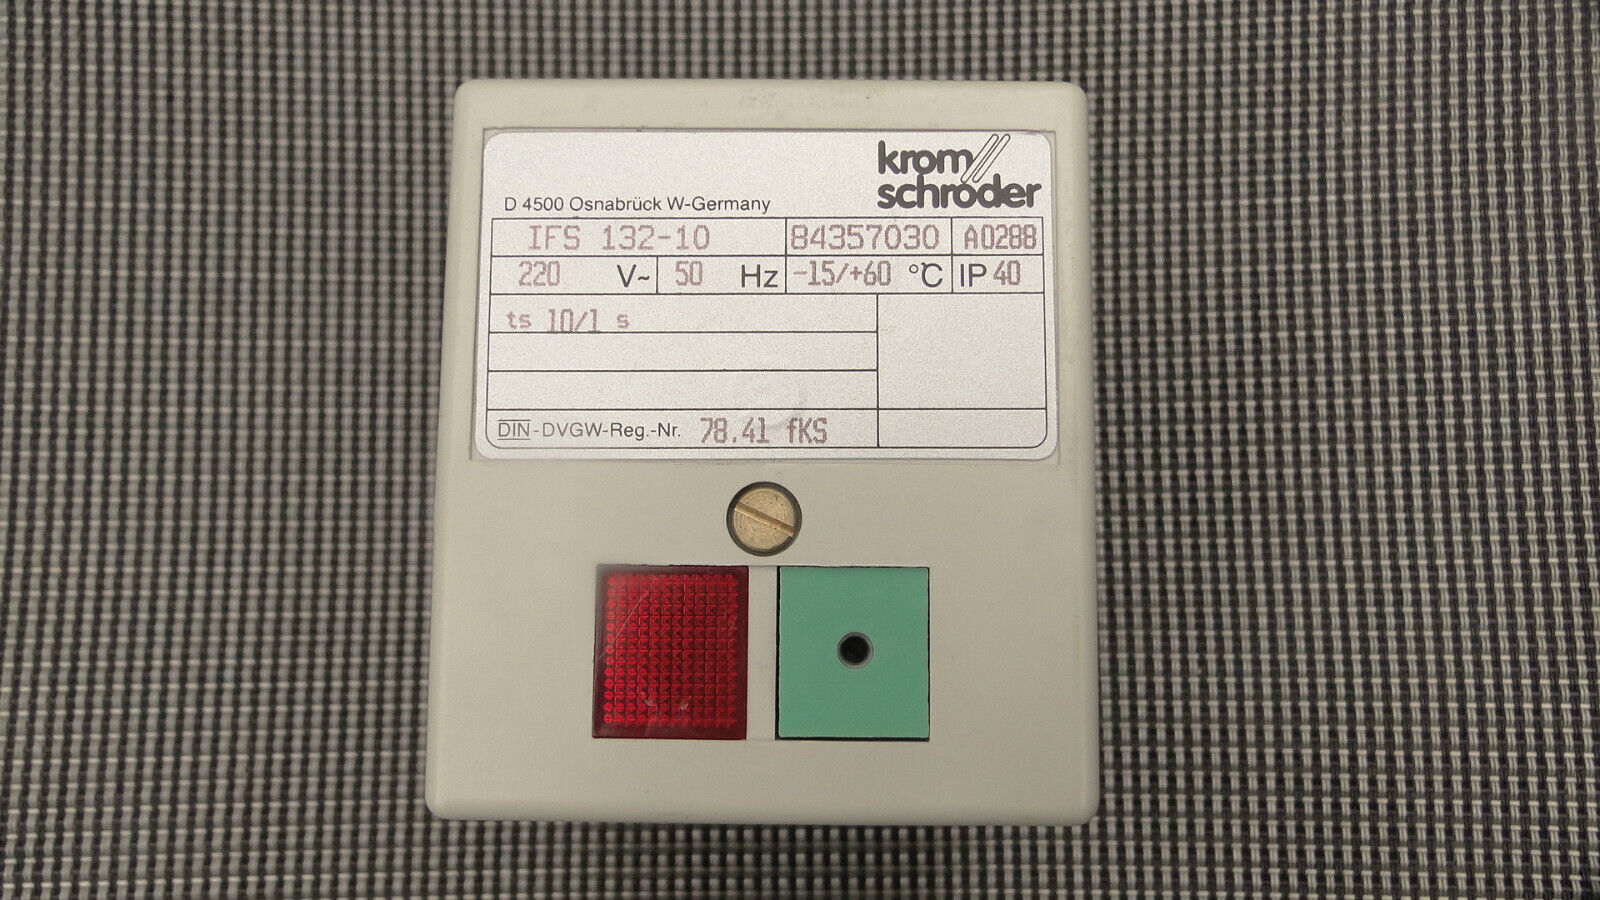 krom
schröder
D 4500 Osnabrück W-Germany
IFS 132-10 84357030 A0288
220 V~ 50 Hz -15/+60 °C IP 40
ts 10/1 s
DIN-DVGW-Reg.-Nr. 78.41 fKS